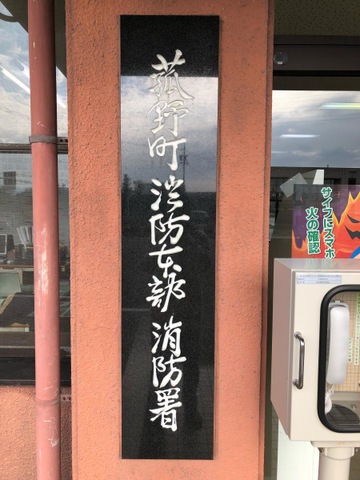 菰野町消防本部消防署
サイフにスマホ
火の確認